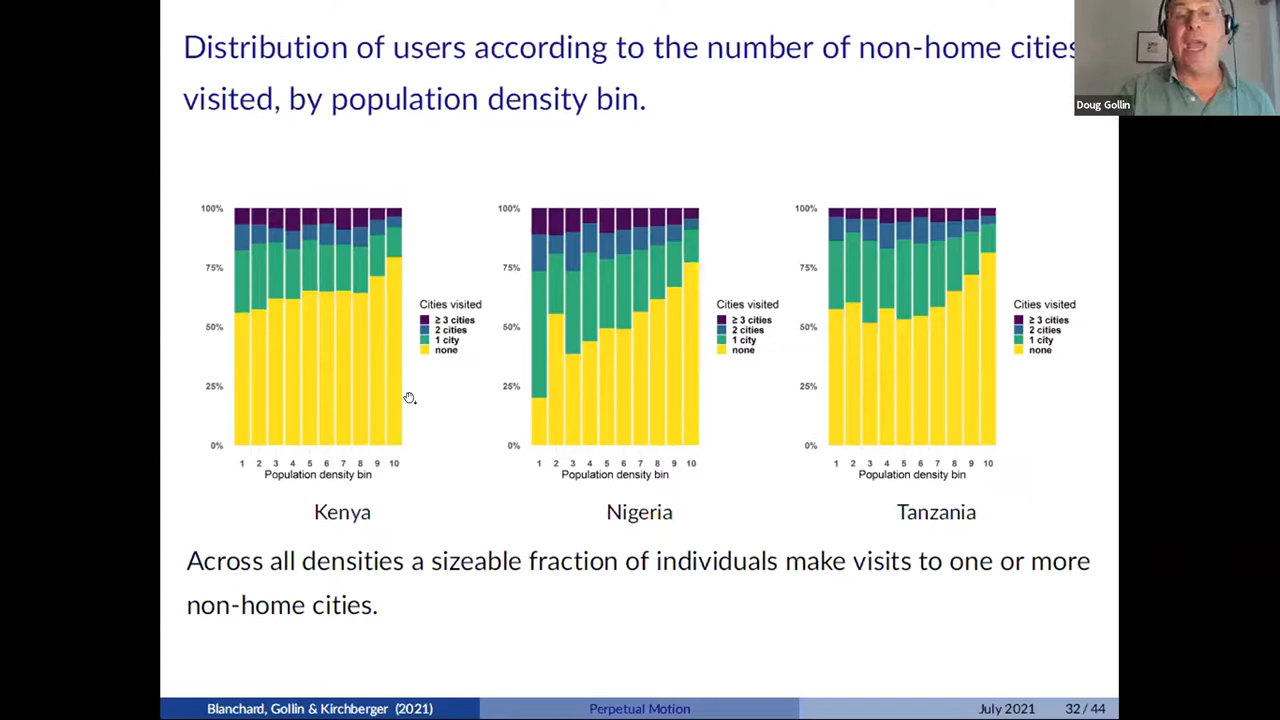 Distribution of users according to the number of non-home cities
visited, by population density bin.
Doug Gollin
100%
75%
50%
25%
0%
1 2 3 4 5 6 7 8 9 10
Population density bin
Cities visited
≥ 3 cities
2 cities
1 city
none
Kenya
100%
75%
50%
25%
0%
1 2 3 4 5 6 7 8 9 10
Population density bin
Cities visited
≥ 3 cities
2 cities
1 city
none
Nigeria
100%
75%
50%
25%
0%
1 2 3 4 5 6 7 8 9 10
Population density bin
Cities visited
≥ 3 cities
2 cities
1 city
none
Tanzania
Across all densities a sizeable fraction of individuals make visits to one or more
non-home cities.
Blanchard, Gollin & Kirchberger (2021) Perpetual Motion July 2021 32 / 44